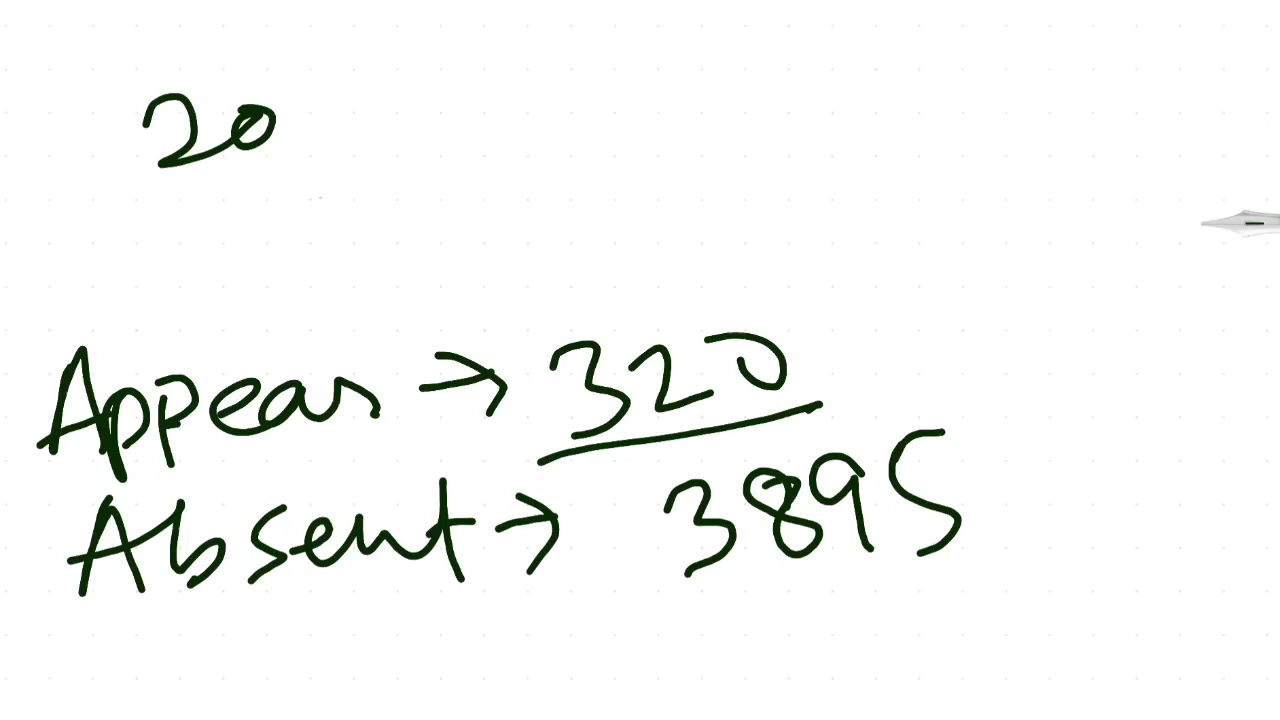 20
Appear → 320
Absent → 3895